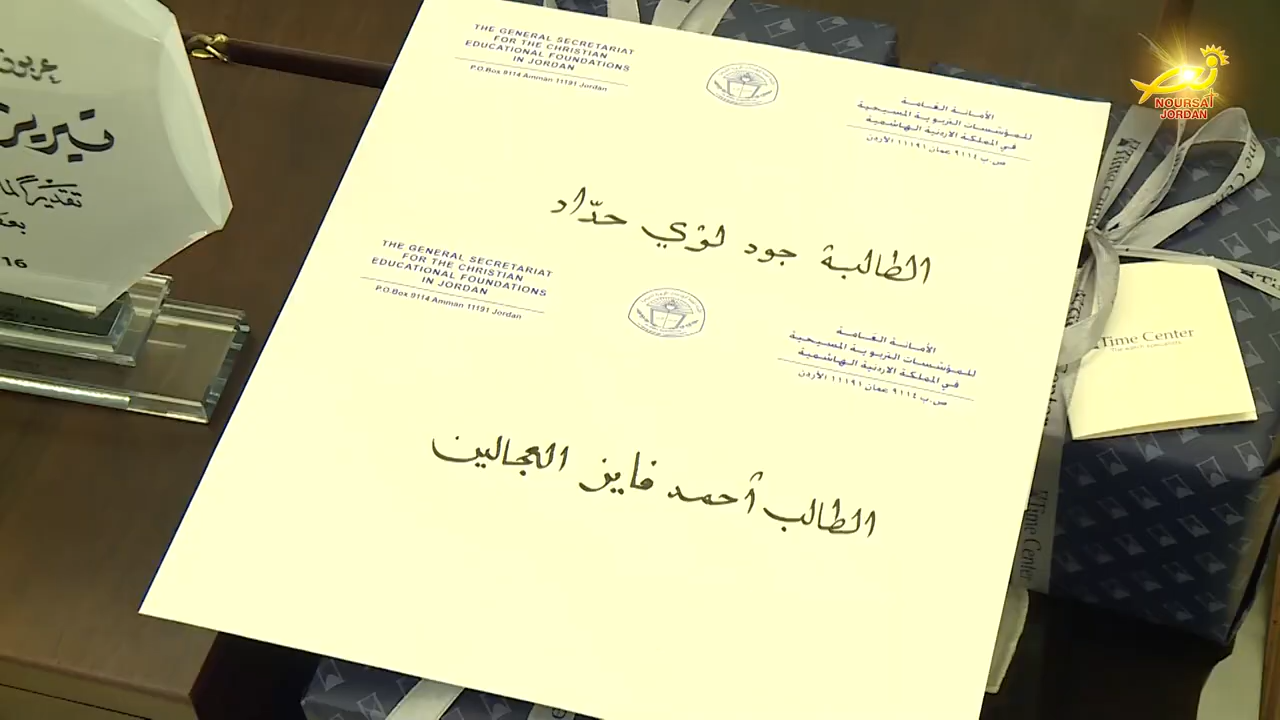 THE GENERAL SECRETARIAT
FOR THE CHRISTIAN
EDUCATIONAL FOUNDATIONS
IN JORDAN
P.O.Box 9114 Amman 11191 Jordan
الأمانة العامة
للمؤسسات التربوية المسيحية
في المملكة الاردنية الهاشمية
ص.ب ٩١١٤ عمان ١١١٩١ الأردن
الطالبة جود لؤي حدّاد
THE GENERAL SECRETARIAT
FOR THE CHRISTIAN
EDUCATIONAL FOUNDATIONS
IN JORDAN
P.O.Box 9114 Amman 11191 Jordan
الأمانة العامة
للمؤسسات التربوية المسيحية
في المملكة الاردنية الهاشمية
ص.ب ٩١١٤ عمان ١١١٩١ الأردن
الطالب أحمد فايز العجالين
NOURSAT
JORDAN
Time Center
Time Center
16